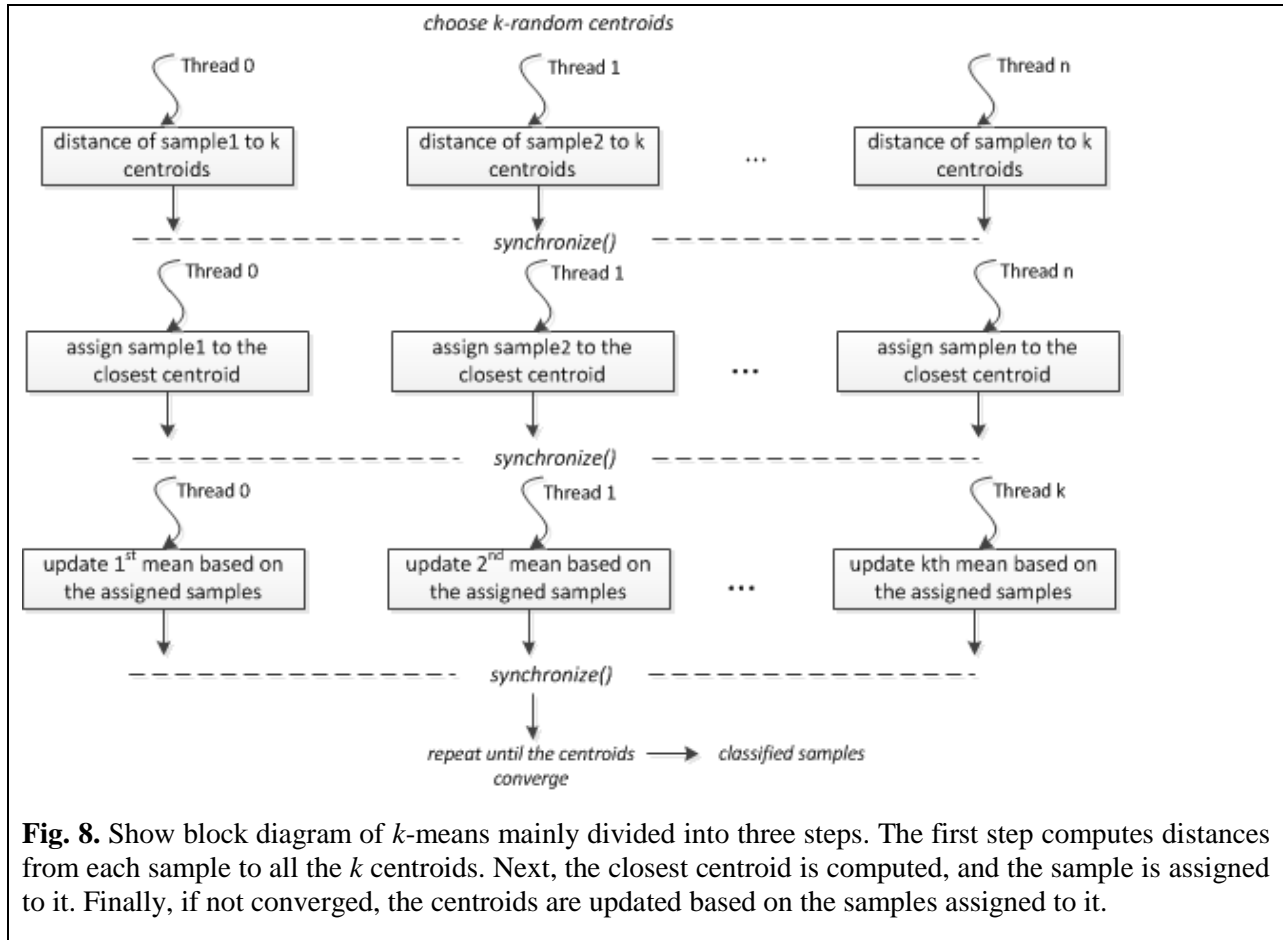 choose k-random centroids
Thread 0
Thread 1
Thread n
distance of sample1 to k
centroids
distance of sample2 to k
centroids
...
distance of samplen to k
centroids
synchronize()
Thread 0
Thread 1
Thread n
assign sample1 to the
closest centroid
assign sample2 to the
closest centroid
...
assign samplen to the
closest centroid
synchronize()
Thread 0
Thread 1
Thread k
update 1st mean based on
the assigned samples
update 2nd mean based on
the assigned samples
...
update kth mean based on
the assigned samples
synchronize()
repeat until the centroids
converge
classified samples
Fig. 8. Show block diagram of k-means mainly divided into three steps. The first step computes distances
from each sample to all the k centroids. Next, the closest centroid is computed, and the sample is assigned
to it. Finally, if not converged, the centroids are updated based on the samples assigned to it.